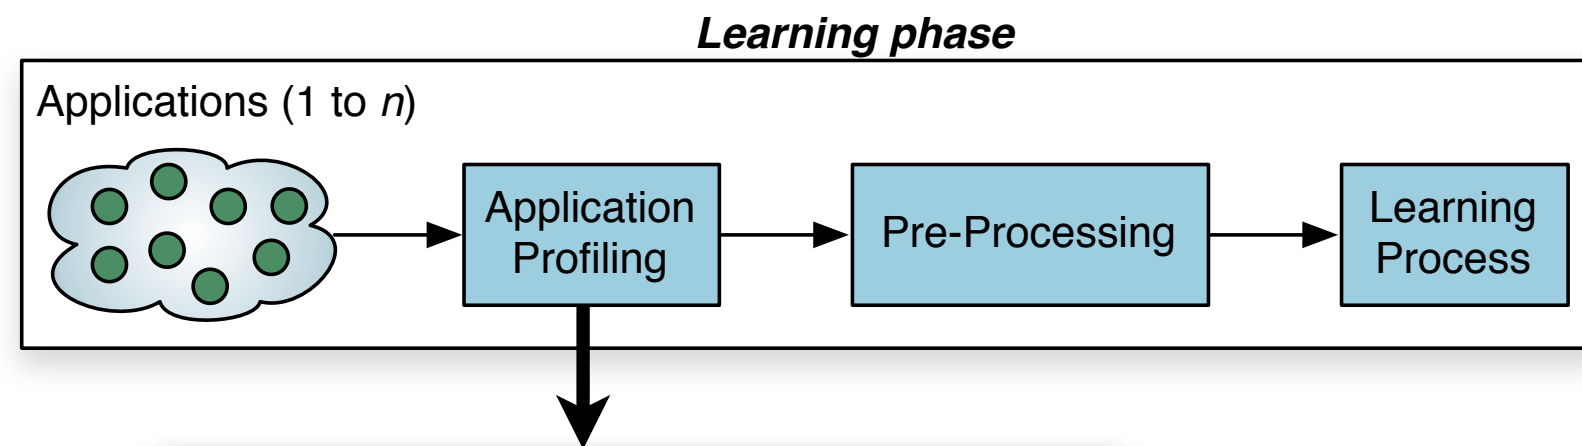 Learning phase
Applications (1 to n)
Application
Profiling
Pre-Processing
Learning
Process